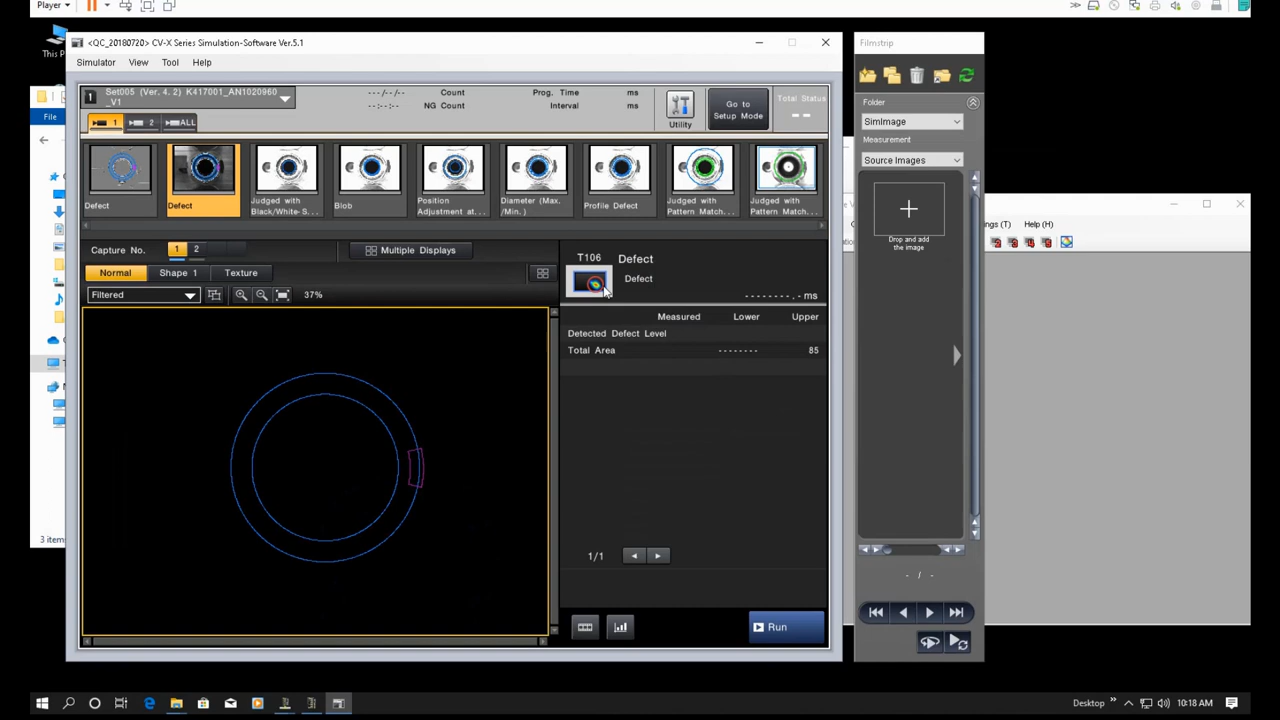 Player
This P
<QC_20180720> CV-X Series Simulation-Software Ver.5.1
Simulator View Tool Help
File
3 item
1
Set005 (Ver. 4. 2) K417001_AN1020960
_V1
---/--/-- Count Prog. Time ms
--:--:-- NG Count Interval ms
Utility
Go to
Setup Mode
Total Status
--
1 2 ALL
Defect
Defect
Judged with
Black/White-S...
Blob
Position
Adjustment at...
Diameter (Max.
/Min.)
Profile Defect
Judged with
Pattern Match...
Judged with
Pattern Match...
Capture No. 1 2
Multiple Displays
Normal Shape 1 Texture
Filtered
37%
T106 Defect
Defect
--------.- ms
Measured Lower Upper
Detected Defect Level
Total Area -------- 85
1/1
Run
Filmstrip
Folder
SimImage
Measurement
Source Images
Drop and add
the image
- / -
ngs (T) Help (H)
Desktop
10:18 AM